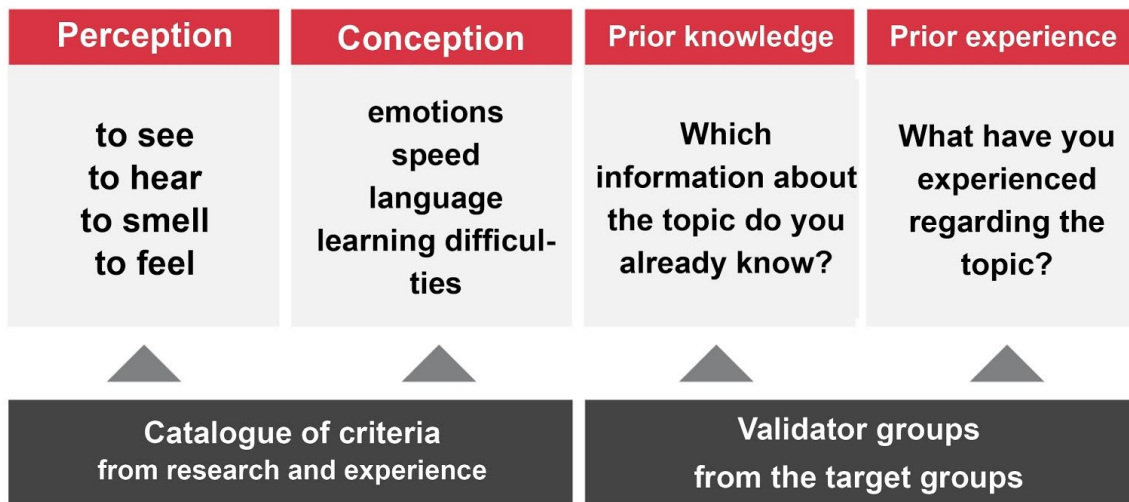 Perception
to see
to hear
to smell
to feel
Conception
emotions
speed
language
learning difficul-
ties
Prior knowledge
Which
information about
the topic do you
already know?
Prior experience
What have you
experienced
regarding the
topic?
Catalogue of criteria
from research and experience
Validator groups
from the target groups